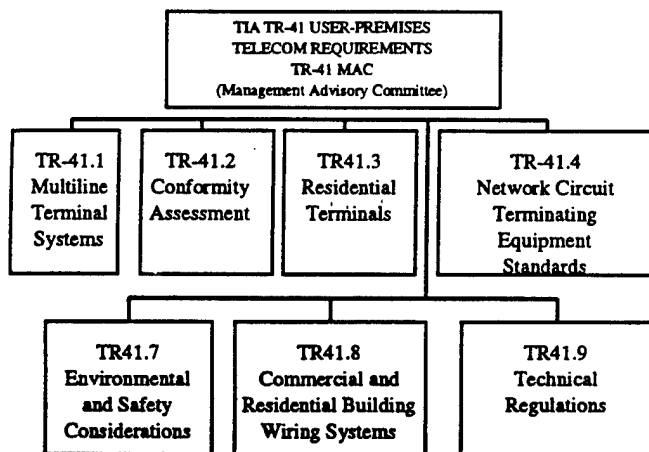 TIA TR-41 USER-PREMISES
TELECOM REQUIREMENTS
TR-41 MAC
(Management Advisory Committee)
TR-41.1
Multiline
Terminal
Systems
TR-41.2
Conformity
Assessment
TR41.3
Residential
Terminals
TR-41.4
Network Circuit
Terminating
Equipment
Standards
TR41.7
Environmental
and Safety
Considerations
TR41.8
Commercial and
Residential Building
Wiring Systems
TR41.9
Technical
Regulations